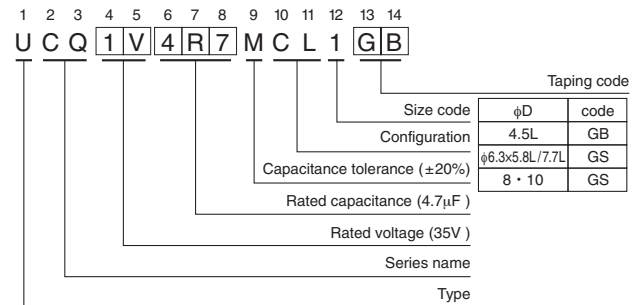 1 2 3 4 5 6 7 8 9 10 11 12 13 14
U C Q 1 V 4 R 7 M C L 1 G B
Taping code
Size code
Configuration
Capacitance tolerance (±20%)
Rated capacitance (4.7μF )
Rated voltage (35V )
Series name
Type
φD code
4.5L GB
φ6.3×5.8L/7.7L GS
8・10 GS